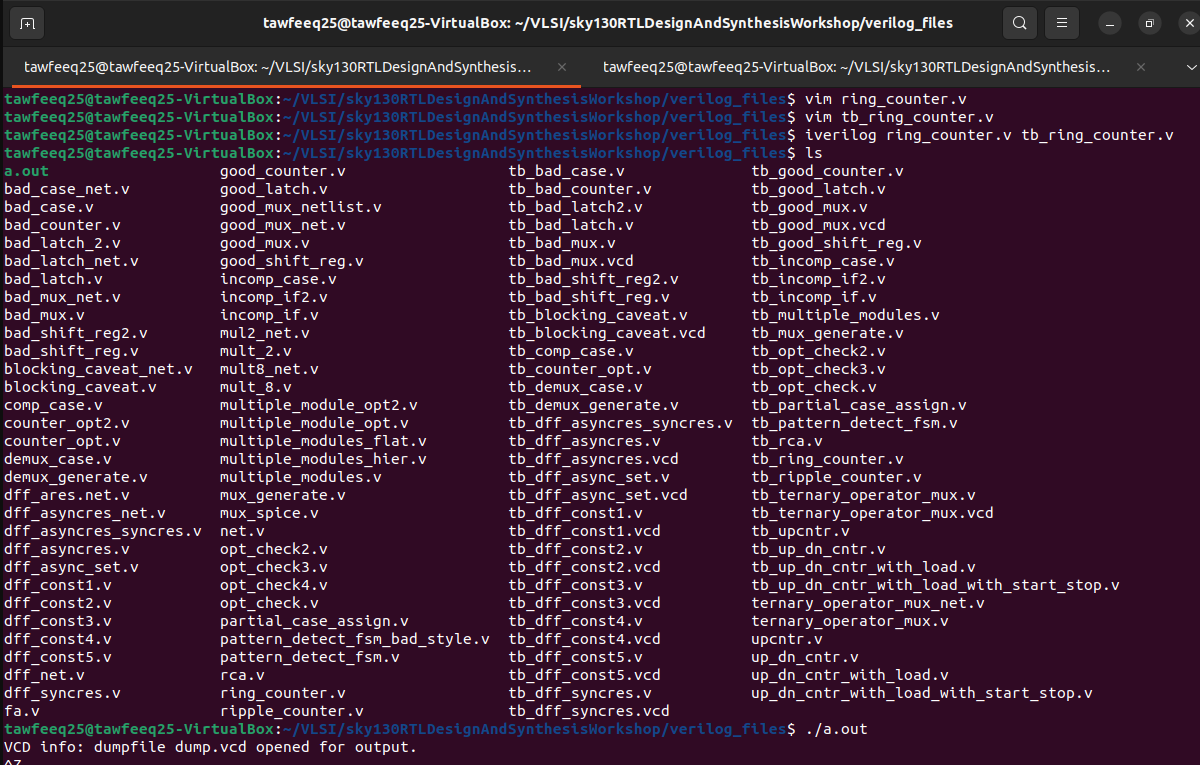 tawfeeq25@tawfeeq25-VirtualBox: ~/VLSI/sky130RTLDesignAndSynthesisWorkshop/verilog_files
tawfeeq25@tawfeeq25-VirtualBox: ~/VLSI/sky130RTLDesignAndSynthesis... × tawfeeq25@tawfeeq25-VirtualBox: ~/VLSI/sky130RTLDesignAndSynthesis... ×
tawfeeq25@tawfeeq25-VirtualBox:~/VLSI/sky130RTLDesignAndSynthesisWorkshop/verilog_files$ vim ring_counter.v
tawfeeq25@tawfeeq25-VirtualBox:~/VLSI/sky130RTLDesignAndSynthesisWorkshop/verilog_files$ vim tb_ring_counter.v
tawfeeq25@tawfeeq25-VirtualBox:~/VLSI/sky130RTLDesignAndSynthesisWorkshop/verilog_files$ iverilog ring_counter.v tb_ring_counter.v
tawfeeq25@tawfeeq25-VirtualBox:~/VLSI/sky130RTLDesignAndSynthesisWorkshop/verilog_files$ ls
a.out good_counter.v tb_bad_case.v tb_good_counter.v
bad_case_net.v good_latch.v tb_bad_counter.v tb_good_latch.v
bad_case.v good_mux_netlist.v tb_bad_latch2.v tb_good_mux.v
bad_counter.v good_mux_net.v tb_bad_latch.v tb_good_mux.vcd
bad_latch_2.v good_mux.v tb_bad_mux.v tb_good_shift_reg.v
bad_latch_net.v good_shift_reg.v tb_bad_mux.vcd tb_incomp_case.v
bad_latch.v incomp_case.v tb_bad_shift_reg2.v tb_incomp_if2.v
bad_mux_net.v incomp_if2.v tb_bad_shift_reg.v tb_incomp_if.v
bad_mux.v incomp_if.v tb_blocking_caveat.v tb_multiple_modules.v
bad_shift_reg2.v mul2_net.v tb_blocking_caveat.vcd tb_mux_generate.v
bad_shift_reg.v mult_2.v tb_comp_case.v tb_opt_check2.v
blocking_caveat_net.v mult8_net.v tb_counter_opt.v tb_opt_check3.v
blocking_caveat.v mult_8.v tb_demux_case.v tb_opt_check.v
comp_case.v multiple_module_opt2.v tb_demux_generate.v tb_partial_case_assign.v
counter_opt2.v multiple_module_opt.v tb_dff_asyncres_syncres.v tb_pattern_detect_fsm.v
counter_opt.v multiple_modules_flat.v tb_dff_asyncres.v tb_rca.v
demux_case.v multiple_modules_hier.v tb_dff_asyncres.vcd tb_ring_counter.v
demux_generate.v multiple_modules.v tb_dff_async_set.v tb_ripple_counter.v
dff_ares.net.v mux_generate.v tb_dff_async_set.vcd tb_ternary_operator_mux.v
dff_asyncres_net.v mux_spice.v tb_dff_const1.v tb_ternary_operator_mux.vcd
dff_asyncres_syncres.v net.v tb_dff_const1.vcd tb_upcntr.v
dff_asyncres.v opt_check2.v tb_dff_const2.v tb_up_dn_cntr.v
dff_async_set.v opt_check3.v tb_dff_const2.vcd tb_up_dn_cntr_with_load.v
dff_const1.v opt_check4.v tb_dff_const3.v tb_up_dn_cntr_with_load_with_start_stop.v
dff_const2.v opt_check.v tb_dff_const3.vcd ternary_operator_mux_net.v
dff_const3.v partial_case_assign.v tb_dff_const4.v ternary_operator_mux.v
dff_const4.v pattern_detect_fsm_bad_style.v tb_dff_const4.vcd upcntr.v
dff_const5.v pattern_detect_fsm.v tb_dff_const5.v up_dn_cntr.v
dff_net.v rca.v tb_dff_const5.vcd up_dn_cntr_with_load.v
dff_syncres.v ring_counter.v tb_dff_syncres.v up_dn_cntr_with_load_with_start_stop.v
fa.v ripple_counter.v tb_dff_syncres.vcd
tawfeeq25@tawfeeq25-VirtualBox:~/VLSI/sky130RTLDesignAndSynthesisWorkshop/verilog_files$ ./a.out
VCD info: dumpfile dump.vcd opened for output.